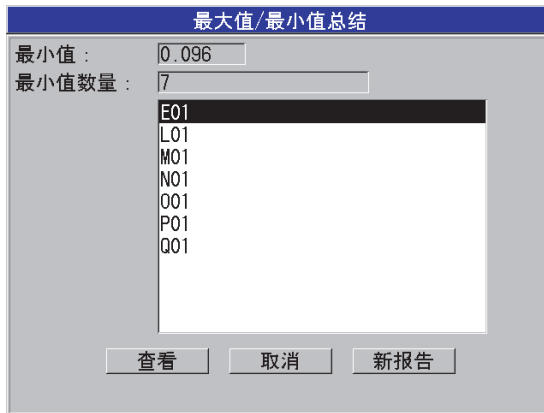 最大值/最小值总结
最小值： 0.096
最小值数量： 7
E01
L01
M01
N01
O01
P01
Q01
查看 取消 新报告